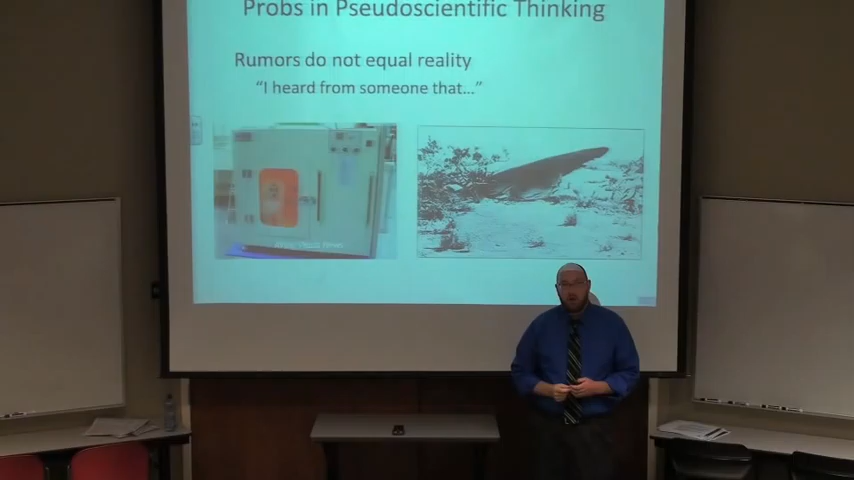 Probs in Pseudoscientific Thinking
Rumors do not equal reality
“I heard from someone that…”